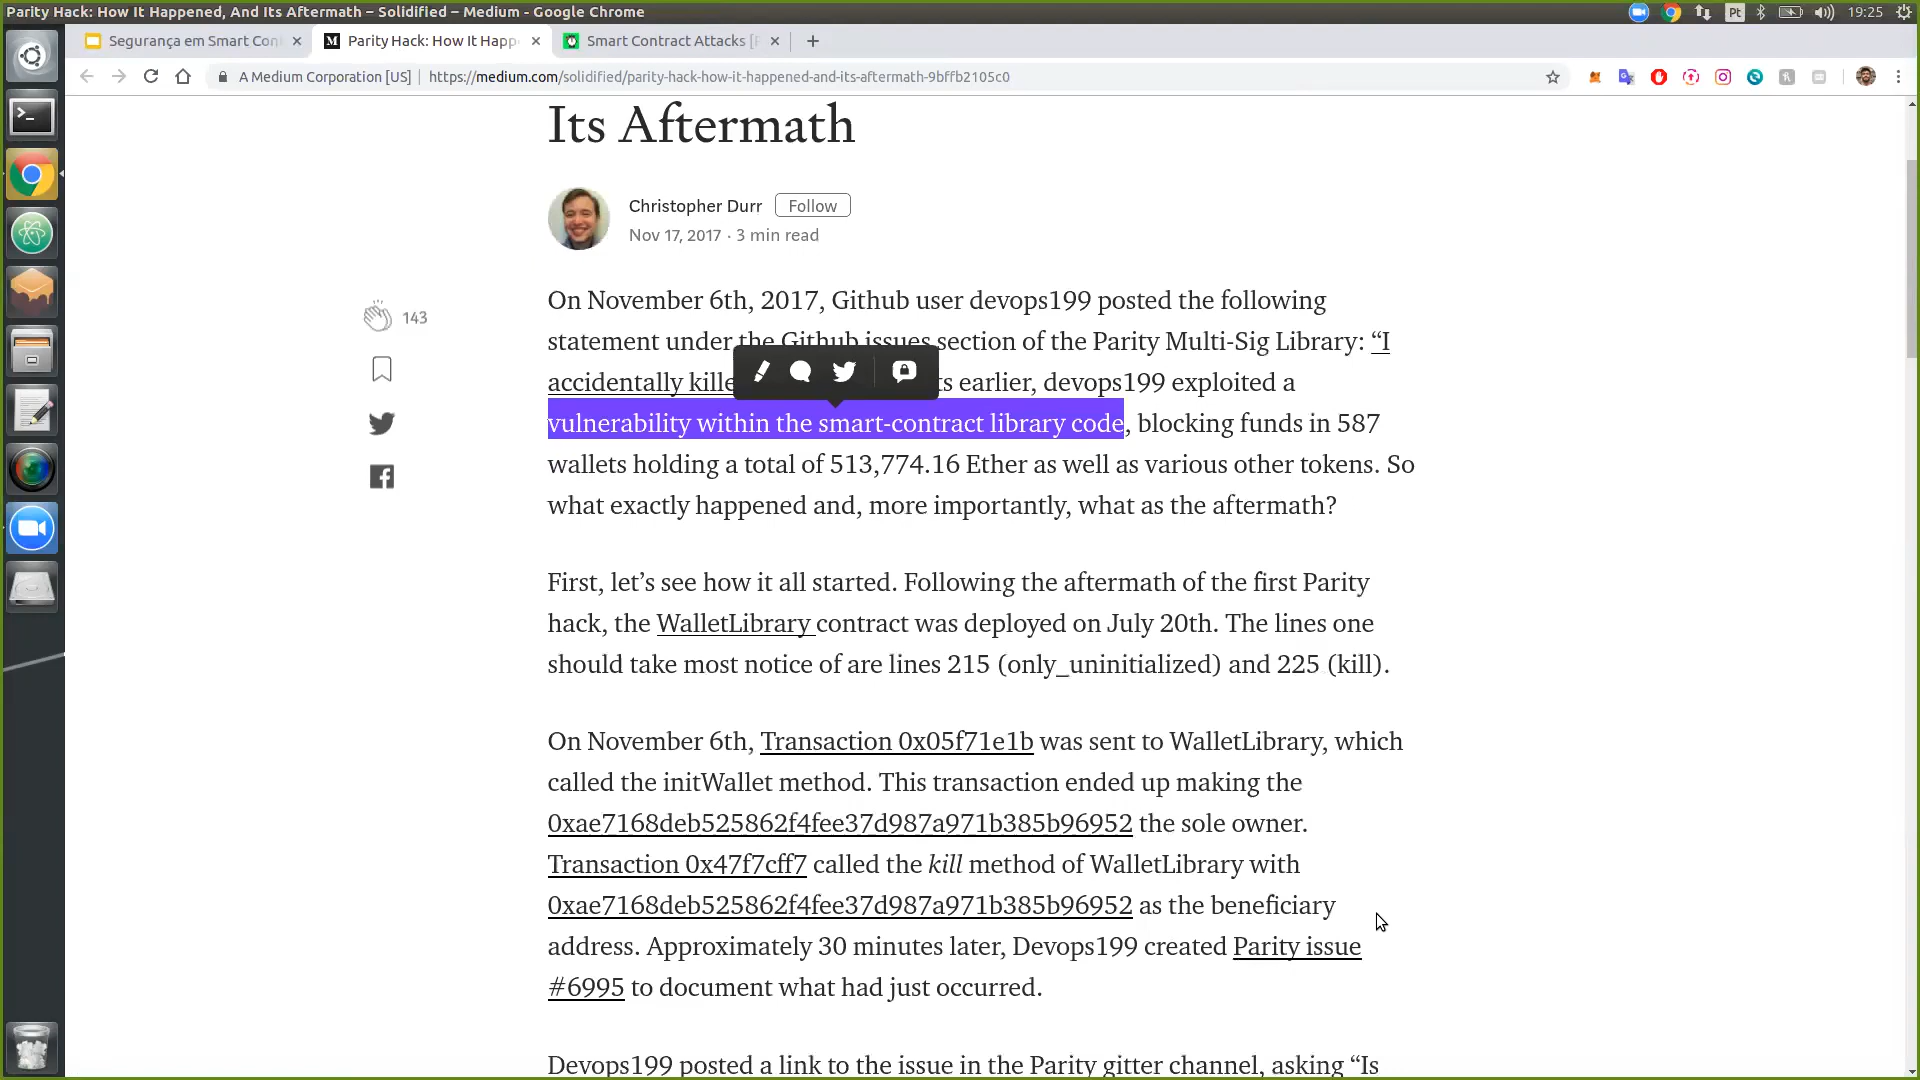 Parity Hack: How It Happened, And Its Aftermath – Solidified – Medium - Google Chrome
Pt
19:25
Segurança em Smart Con
M
Parity Hack: How It Happ
Smart Contract Attacks [
A Medium Corporation [US]
https://medium.com/solidified/parity-hack-how-it-happened-and-its-aftermath-9bffb2105c0
Its Aftermath
Christopher Durr
Follow
Nov 17, 2017 · 3 min read
143
On November 6th, 2017, Github user devops199 posted the following
statement under the Github issues section of the Parity Multi-Sig Library: “I
accidentally kille
ts earlier, devops199 exploited a
vulnerability within the smart-contract library code, blocking funds in 587
wallets holding a total of 513,774.16 Ether as well as various other tokens. So
what exactly happened and, more importantly, what as the aftermath?
First, let’s see how it all started. Following the aftermath of the first Parity
hack, the WalletLibrary contract was deployed on July 20th. The lines one
should take most notice of are lines 215 (only_uninitialized) and 225 (kill).
On November 6th, Transaction 0x05f71e1b was sent to WalletLibrary, which
called the initWallet method. This transaction ended up making the
0xae7168deb525862f4fee37d987a971b385b96952 the sole owner.
Transaction 0x47f7cff7 called the kill method of WalletLibrary with
0xae7168deb525862f4fee37d987a971b385b96952 as the beneficiary
address. Approximately 30 minutes later, Devops199 created Parity issue
#6995 to document what had just occurred.
Devops199 posted a link to the issue in the Parity gitter channel, asking “Is